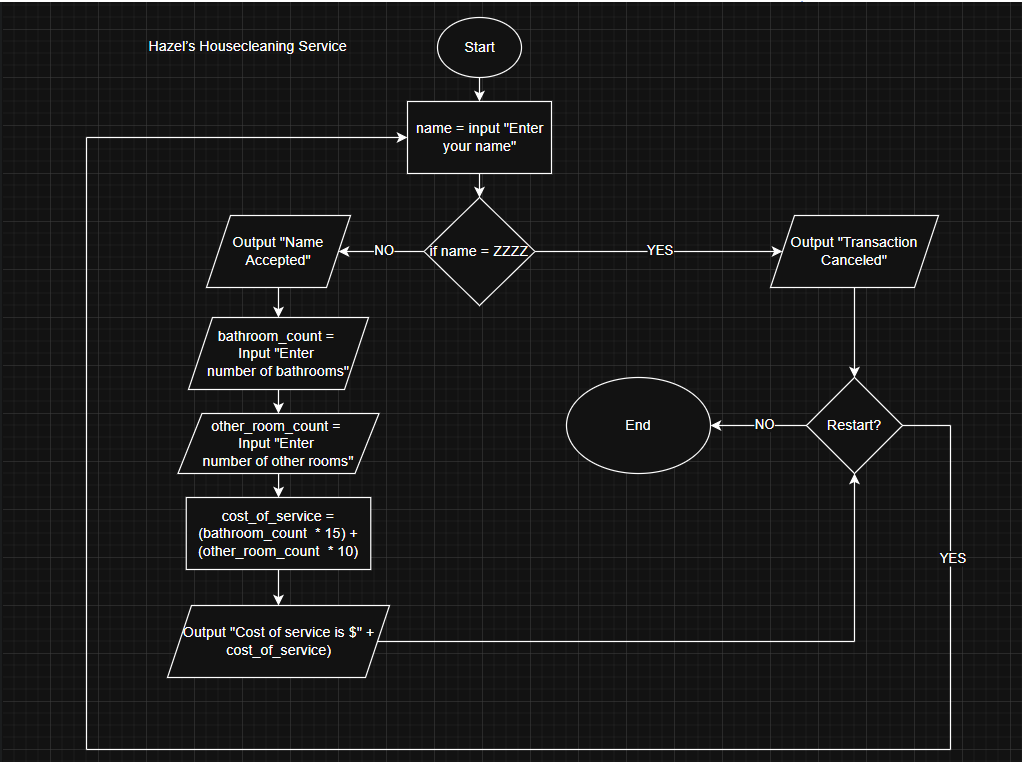 Hazel's Housecleaning Service
Start
name = input "Enter
your name"
if name = ZZZZ
NO
YES
Output "Name
Accepted"
Output "Transaction
Canceled"
bathroom_count =
Input "Enter
number of bathrooms"
other_room_count =
Input "Enter
number of other rooms"
End
NO
Restart?
cost_of_service =
(bathroom_count * 15) +
(other_room_count * 10)
YES
Output "Cost of service is $" +
cost_of_service)